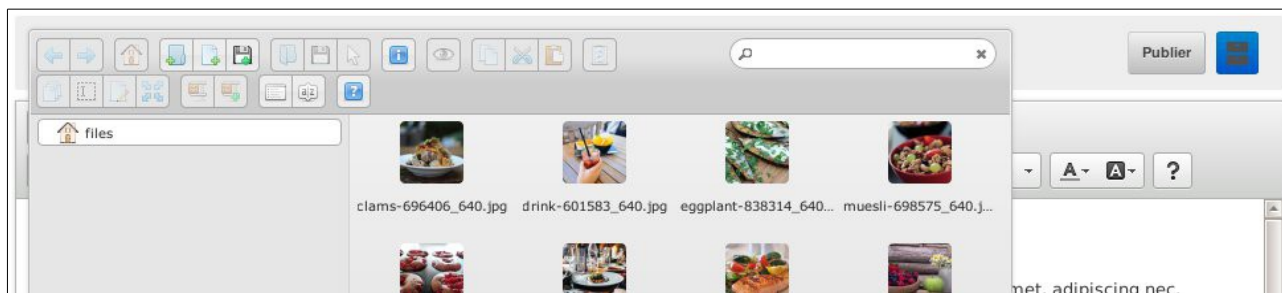 Publier
files
A A ?
clams-696406_640.jpg drink-601583_640.jpg eggplant-838314_640... muesli-698575_640.j...
met, adipiscing nec,